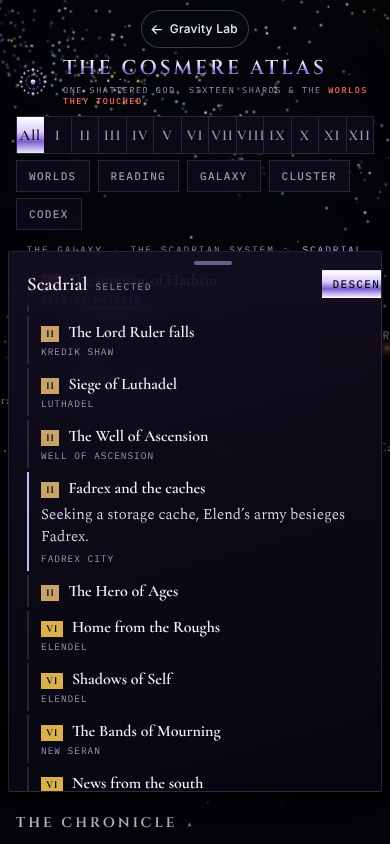 ← Gravity Lab
THE COSMERE ATLAS
ONE SHATTERED GOD, SIXTEEN SHARDS & THE WORLDS
THEY TOUCHED
All I II III IV V VI VII VIII IX X XI XII
WORLDS READING GALAXY CLUSTER
CODEX
THE GALAXY · THE SCADRIAN SYSTEM : SCADRIAL
Scadrial SELECTED
of Hathsin
PITS OF HATHSIN
DESCEN
II The Lord Ruler falls
KREDIK SHAW
II Siege of Luthadel
LUTHADEL
II The Well of Ascension
WELL OF ASCENSION
II Fadrex and the caches
Seeking a storage cache, Elend’s army besieges
Fadrex.
FADREX CITY
II The Hero of Ages
VI Home from the Roughs
ELENDEL
VI Shadows of Self
ELENDEL
VI The Bands of Mourning
NEW SERAN
VI News from the south
THE CHRONICLE ▲